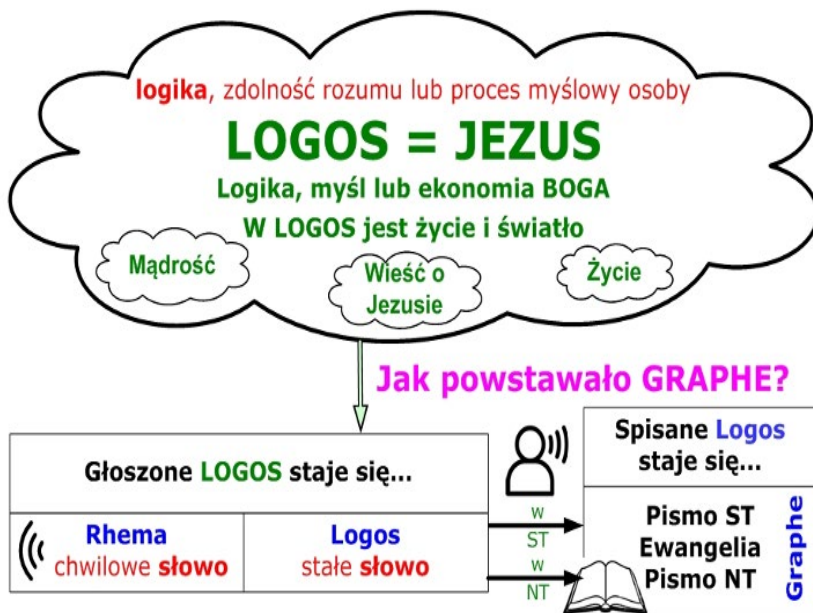 logika, zdolność rozumu lub proces myślowy osoby
LOGOS = JEZUS
Logika, myśl lub ekonomia BOGA
W LOGOS jest życie i światło
Mądrość
Wieść o
Jezusie
Życie
Jak powstawało GRAPHE?
Głoszone LOGOS staje się...
Rhema
chwilowe słowo
Logos
stałe słowo
w
ST
w
NT
Spisane Logos
staje się...
Pismo ST
Ewangelia
Pismo NT
Graphe